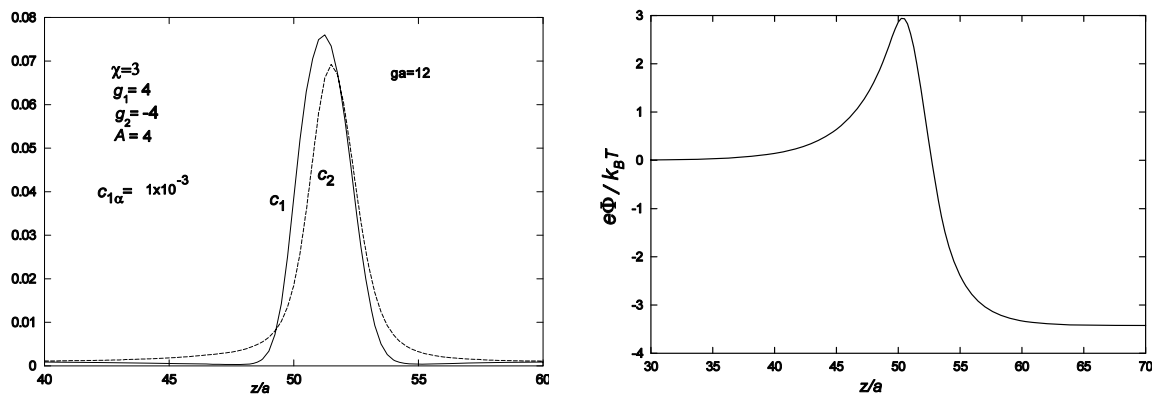 0.08
0.07
0.06
0.05
0.04
0.03
0.02
0.01
0
χ=3
g1= 4
g2= -4
A = 4
c1α= 1x10-3
ga=12
c1
c2
40 45 50 55 60
z/a
3
2
1
0
-1
-2
-3
-4
eΦ / kBT
30 35 40 45 50 55 60 65 70
z/a